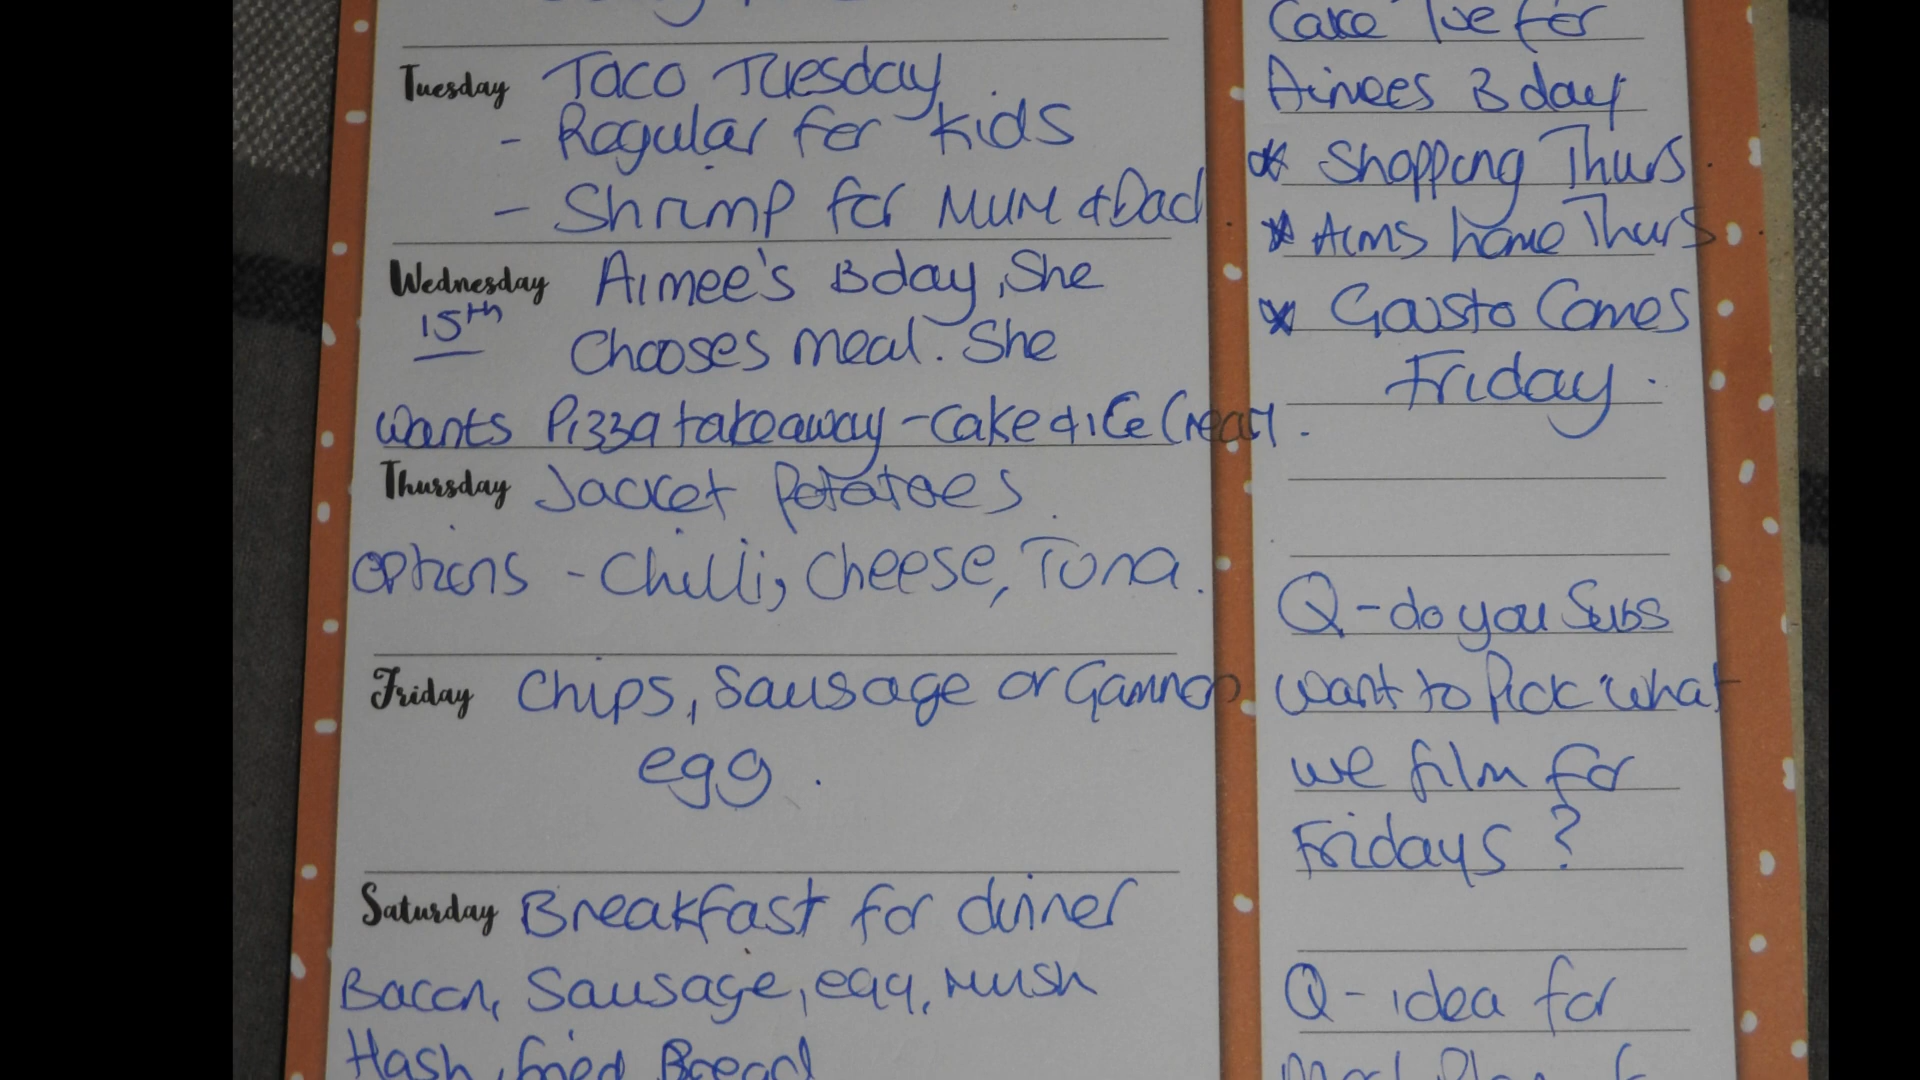 Tuesday Taco Tuesday
- Regular for kids
- Shrimp for Mum & Dad.
Wednesday Aimee's Bday, She
15th Chooses meal. She
wants Pizza takeaway - cake & ice Cream.
Thursday Jacket Potatoes.
options - Chilli, Cheese, Tuna.
Friday Chips, Sausage or Gammon
egg.
Saturday Breakfast for dinner
Bacon, Sausage, egg, Mush
Hash, fried Bread
Cake Ice for
Aimees Bday
* Shopping Thurs.
* Aims home Thurs
* Gousto Comes
Friday.
Q - do you Subs
want to Pick what
we film for
Fridays?
Q - idea for
Meal Plan